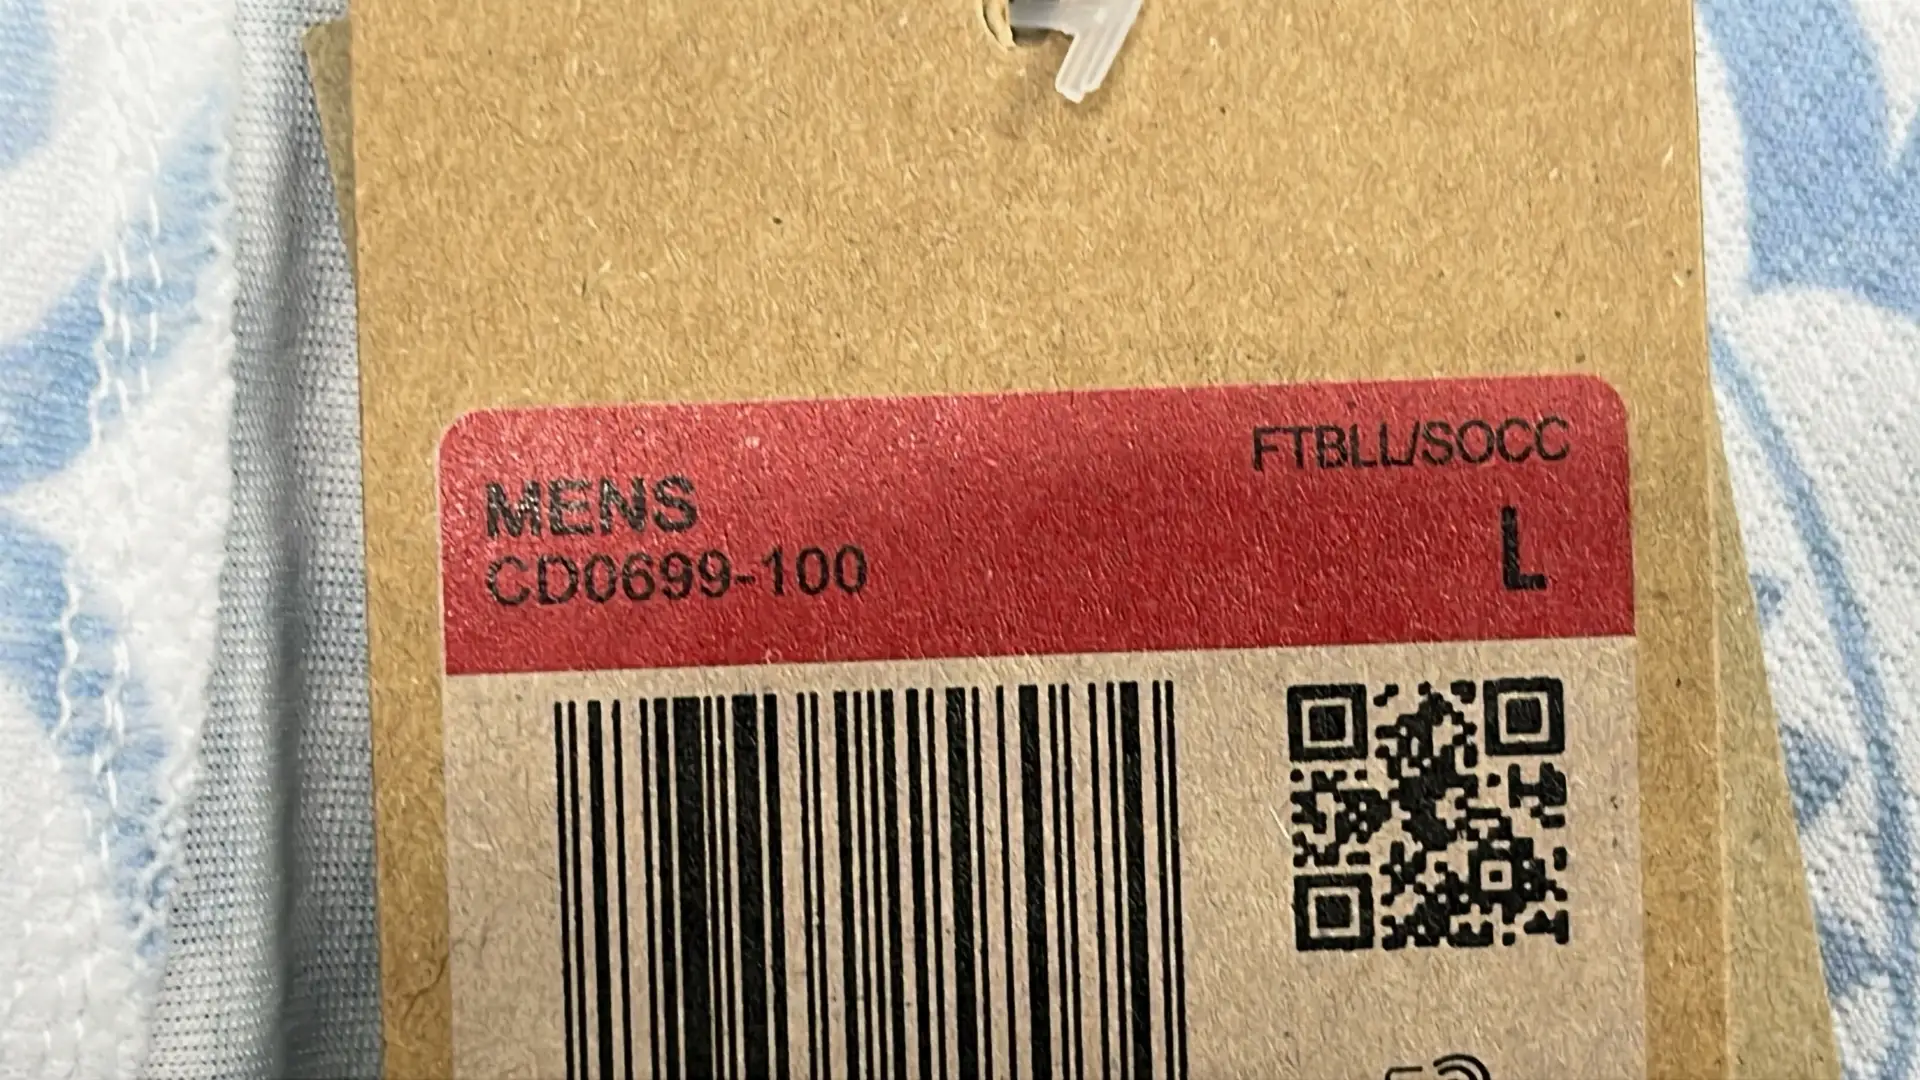 FTBLL/SOCC
MENS
L
CD0699-100